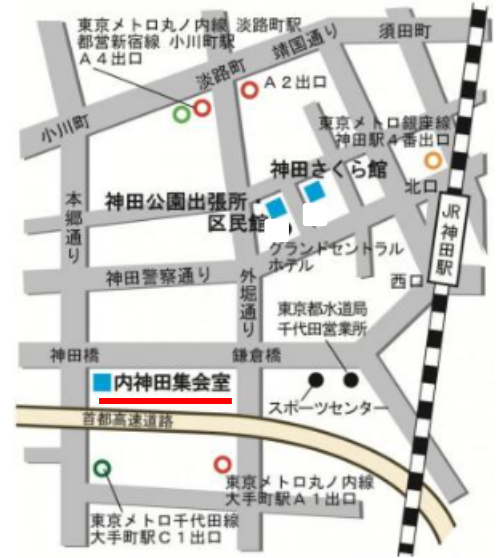 東京メトロ丸ノ内線 淡路町駅
都営新宿線 小川町駅
A4出口
靖国通り
須田町
淡路町
A2出口
小川町
東京メトロ銀座線
神田駅4番出口
神田さくら館
北口
本郷通り
神田公園出張所・
区民館
JR神田駅
グランドセントラル
ホテル
神田警察通り
外堀通り
西口
東京都水道局
千代田営業所
神田橋
鎌倉橋
内神田集会室
スポーツセンター
首都高速道路
東京メトロ丸ノ内線
大手町駅A1出口
東京メトロ千代田線
大手町駅C1出口